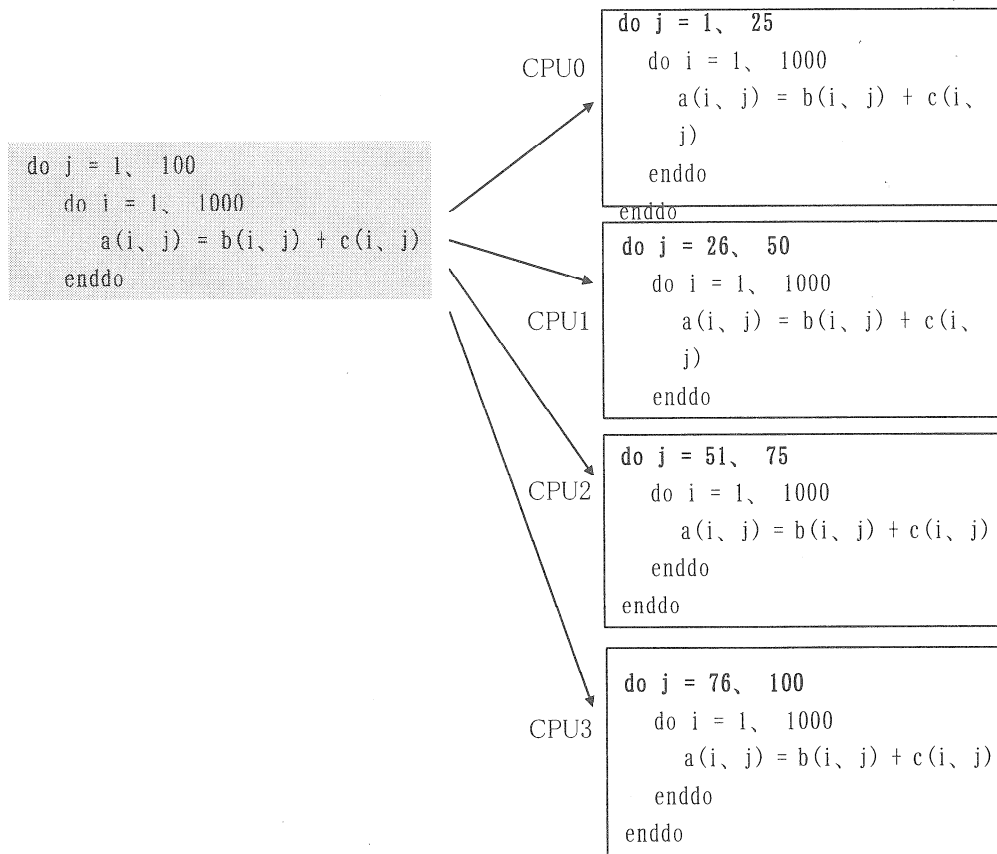 do j = 1、 100
do i = 1、 1000
a(i、 j) = b(i、 j) + c(i、 j)
enddo
CPU0
do j = 1、 25
do i = 1、 1000
a(i、 j) = b(i、 j) + c(i、
j)
enddo
enddo
CPU1
do j = 26、 50
do i = 1、 1000
a(i、 j) = b(i、 j) + c(i、
j)
enddo
CPU2
do j = 51、 75
do i = 1、 1000
a(i、 j) = b(i、 j) + c(i、 j)
enddo
enddo
CPU3
do j = 76、 100
do i = 1、 1000
a(i、 j) = b(i、 j) + c(i、 j)
enddo
enddo